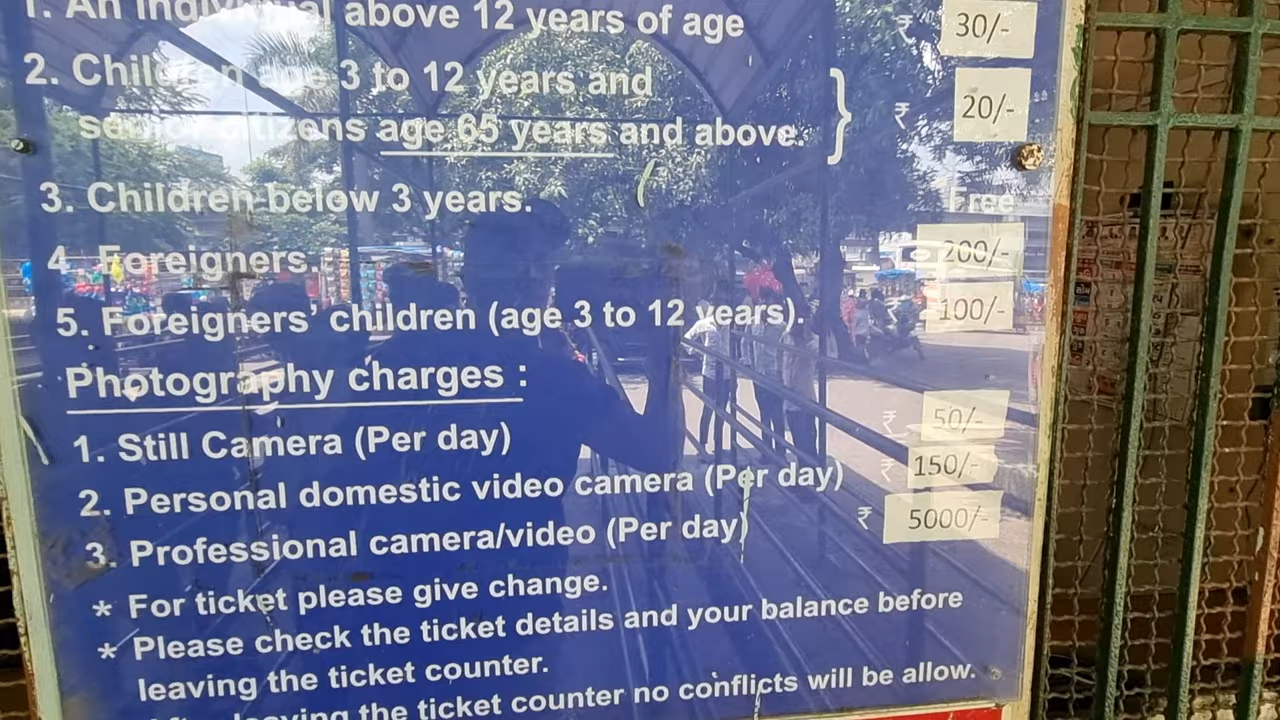 1. An individual above 12 years of age ₹ 30/-
2. Children age 3 to 12 years and
senior citizens age 65 years and above. ₹ 20/-
3. Children below 3 years. Free
4. Foreigners. 200/-
5. Foreigners' children (age 3 to 12 years). ₹ 100/-
Photography charges :
1. Still Camera (Per day) ₹ 50/-
2. Personal domestic video camera (Per day) ₹ 150/-
3. Professional camera/video (Per day) ₹ 5000/-
* For ticket please give change.
* Please check the ticket details and your balance before
leaving the ticket counter.
After leaving the ticket counter no conflicts will be allow.